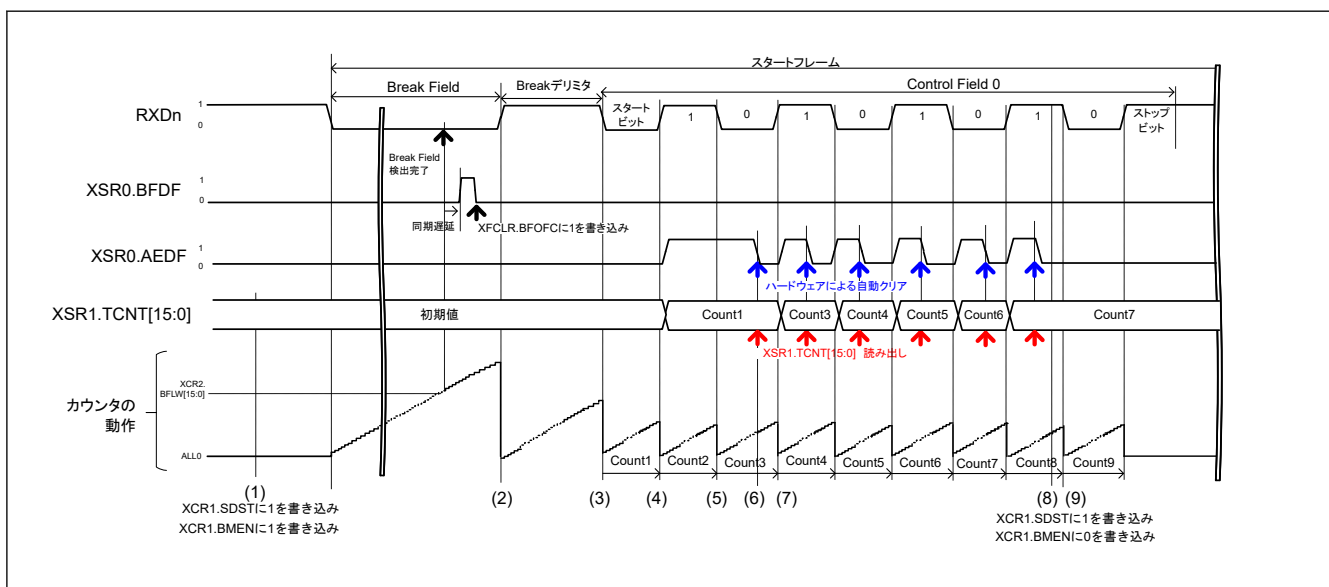 スタートフレーム
Break Field
Breakデリミタ
Control Field 0
RXDn
1
0
スタート
ビット
1
0
1
0
1
0
1
0
ストップ
ビット
Break Field
検出完了
XSR0.BFDF
1
0
同期遅延
XFCLR.BFOFCに1を書き込み
XSR0.AEDF
1
0
ハードウェアによる自動クリア
XSR1.TCNT[15:0]
初期値
Count1
Count3
Count4
Count5
Count6
Count7
XSR1.TCNT[15:0] 読み出し
XCR2.
BFLW[15:0]
カウンタの
動作
ALL0
Count1
Count2
Count3
Count4
Count5
Count6
Count7
Count8
Count9
(1)
(2)
(3)
(4)
(5)
(6)
(7)
(8)
(9)
XCR1.SDSTに1を書き込み
XCR1.BMENに1を書き込み
XCR1.SDSTに1を書き込み
XCR1.BMENに0を書き込み